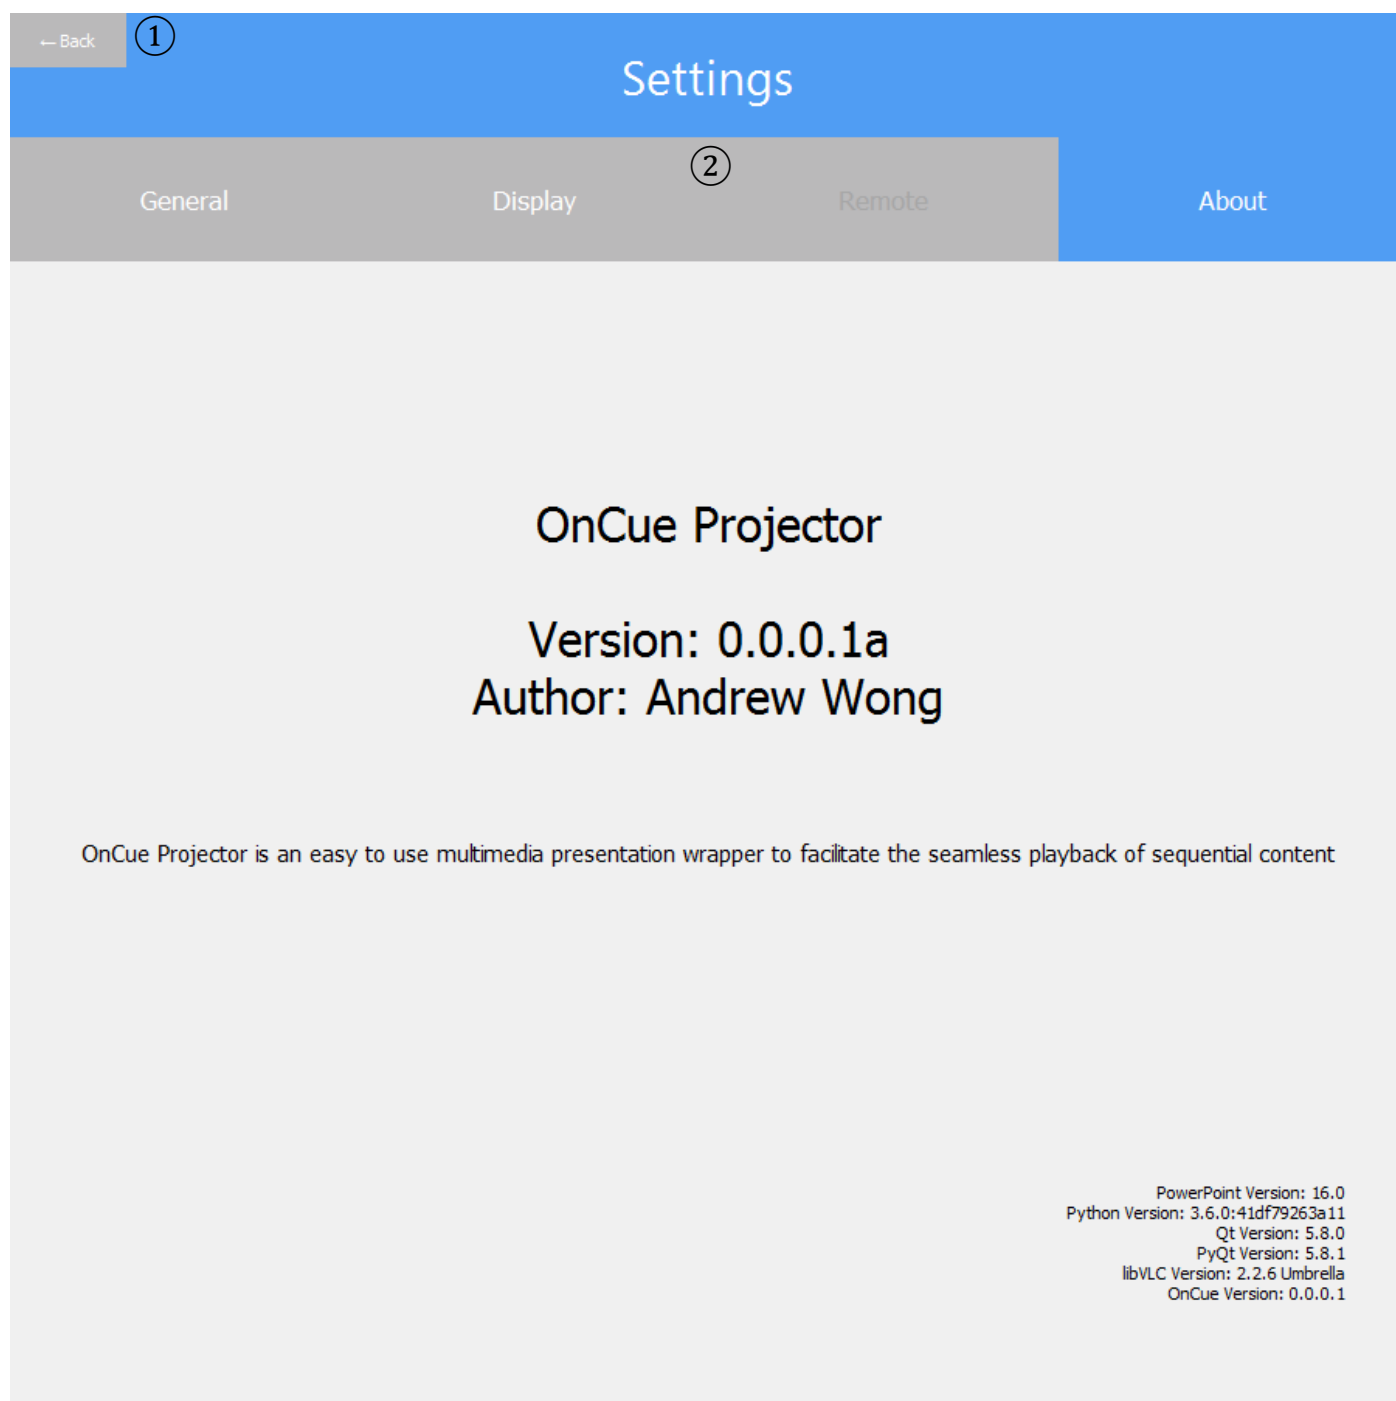 ←Back ①
Settings
②
General Display Remote About
OnCue Projector
Version: 0.0.0.1a
Author: Andrew Wong
OnCue Projector is an easy to use multimedia presentation wrapper to facilitate the seamless playback of sequential content
PowerPoint Version: 16.0
Python Version: 3.6.0:41df79263a11
Qt Version: 5.8.0
PyQt Version: 5.8.1
libVLC Version: 2.2.6 Umbrella
OnCue Version: 0.0.0.1